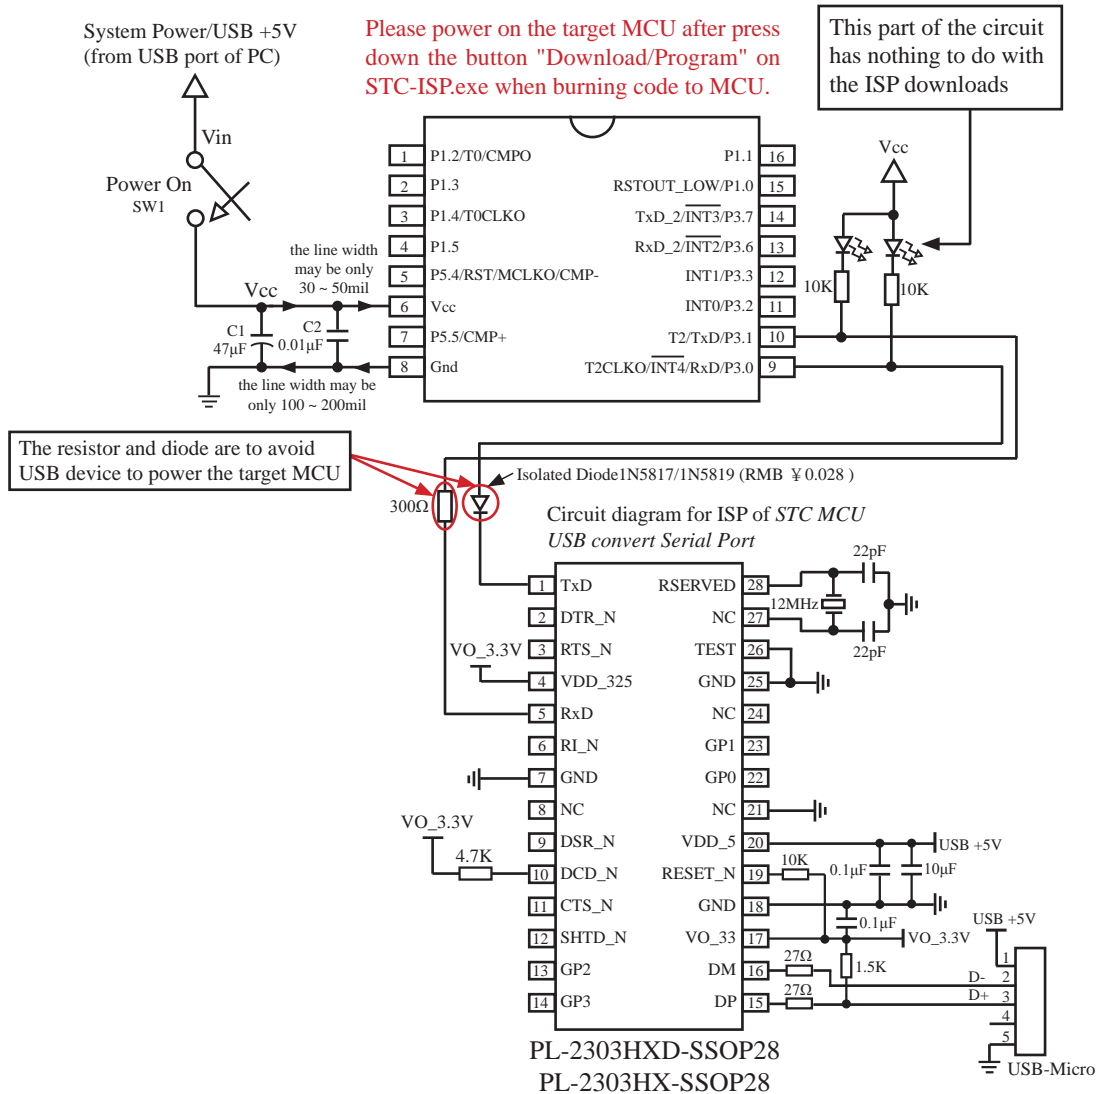 System Power/USB +5V
(from USB port of PC)
Please power on the target MCU after press
down the button "Download/Program" on
STC-ISP.exe when burning code to MCU.
This part of the circuit
has nothing to do with
the ISP downloads
Vin
Power On
SW1
Vcc
the line width
may be only
30 ~ 50mil
C1
47μF
C2
0.01μF
the line width may be
only 100 ~ 200mil
1 P1.2/T0/CMPO
2 P1.3
3 P1.4/T0CLKO
4 P1.5
5 P5.4/RST/MCLKO/CMP-
6 Vcc
7 P5.5/CMP+
8 Gnd
P1.1 16
RSTOUT_LOW/P1.0 15
TxD_2/INT3/P3.7 14
RxD_2/INT2/P3.6 13
INT1/P3.3 12
INT0/P3.2 11
T2/TxD/P3.1 10
T2CLKO/INT4/RxD/P3.0 9
Vcc
10K
10K
The resistor and diode are to avoid
USB device to power the target MCU
300Ω
Isolated Diode1N5817/1N5819 (RMB ¥ 0.028 )
Circuit diagram for ISP of STC MCU
USB convert Serial Port
1 TxD
2 DTR_N
3 RTS_N
4 VDD_325
5 RxD
6 RI_N
7 GND
8 NC
9 DSR_N
10 DCD_N
11 CTS_N
12 SHTD_N
13 GP2
14 GP3
VO_3.3V
VO_3.3V
4.7K
RSERVED 28
NC 27
TEST 26
GND 25
NC 24
GP1 23
GP0 22
NC 21
VDD_5 20
RESET_N 19
GND 18
VO_33 17
DM 16
DP 15
22pF
12MHz
22pF
USB +5V
10K
0.1μF
10μF
0.1μF
VO_3.3V
27Ω
1.5K
27Ω
USB +5V
D-
D+
1
2
3
4
5
USB-Micro
PL-2303HXD-SSOP28
PL-2303HX-SSOP28